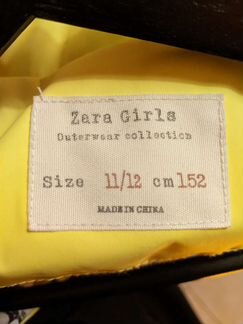 Zara Girls
Outerwear collection
Size 11/12 cm 152
MADE IN CHINA